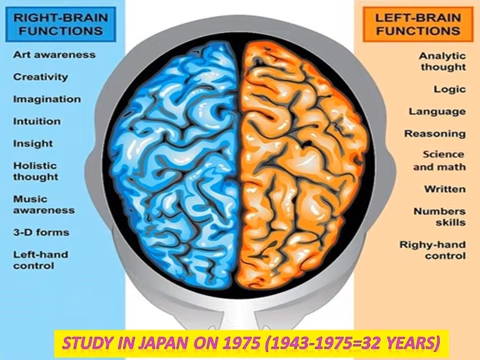 RIGHT-BRAIN
FUNCTIONS
Art awareness
Creativity
Imagination
Intuition
Insight
Holistic
thought
Music
awareness
3-D forms
Left-hand
control
LEFT-BRAIN
FUNCTIONS
Analytic
thought
Logic
Language
Reasoning
Science
and math
Written
Numbers
skills
Righy-hand
control
STUDY IN JAPAN ON 1975 (1943-1975=32 YEARS)